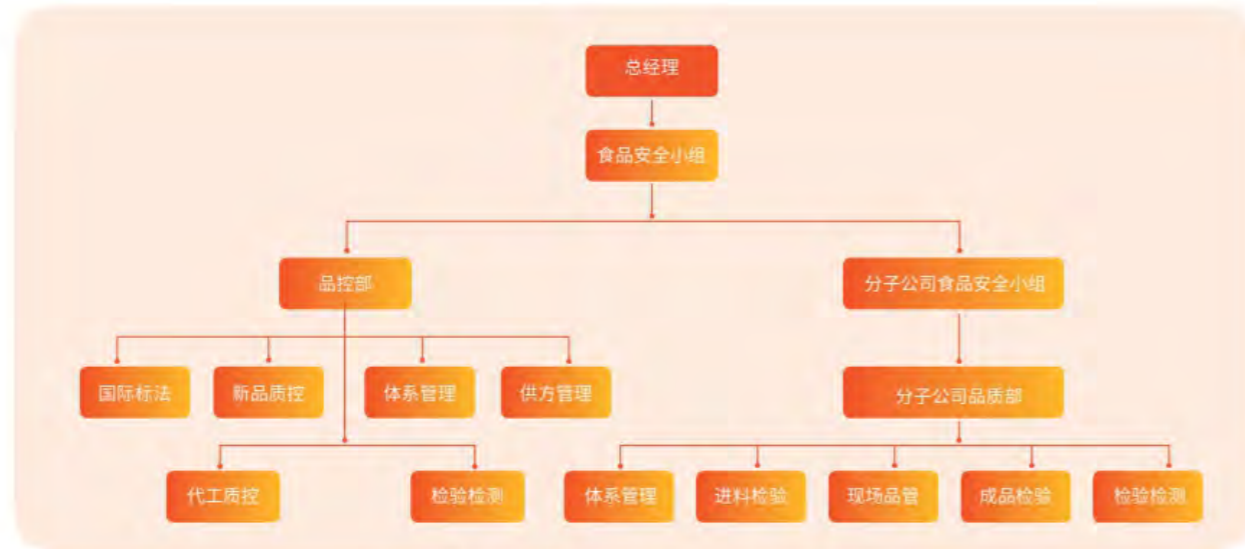 总经理
食品安全小组
品控部
分子公司食品安全小组
国际标法
新品质控
体系管理
供方管理
分子公司品质部
代工质控
检验检测
体系管理
进料检验
现场品管
成品检验
检验检测